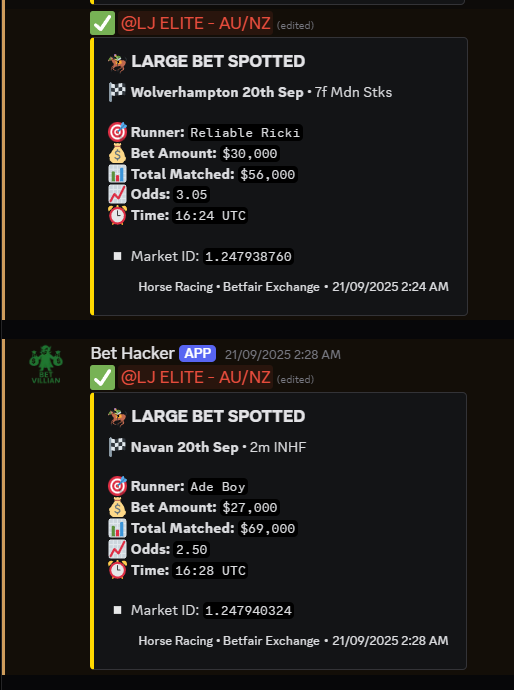 @LJ ELITE - AU/NZ (edited)
LARGE BET SPOTTED
Wolverhampton 20th Sep • 7f Mdn Stks
Runner: Reliable Ricki
Bet Amount: $30,000
Total Matched: $56,000
Odds: 3.05
Time: 16:24 UTC
Market ID: 1.247938760
Horse Racing • Betfair Exchange • 21/09/2025 2:24 AM
BET
VILLIAN
Bet Hacker APP 21/09/2025 2:28 AM
@LJ ELITE - AU/NZ (edited)
LARGE BET SPOTTED
Navan 20th Sep • 2m INHF
Runner: Ade Boy
Bet Amount: $27,000
Total Matched: $69,000
Odds: 2.50
Time: 16:28 UTC
Market ID: 1.247940324
Horse Racing • Betfair Exchange • 21/09/2025 2:28 AM